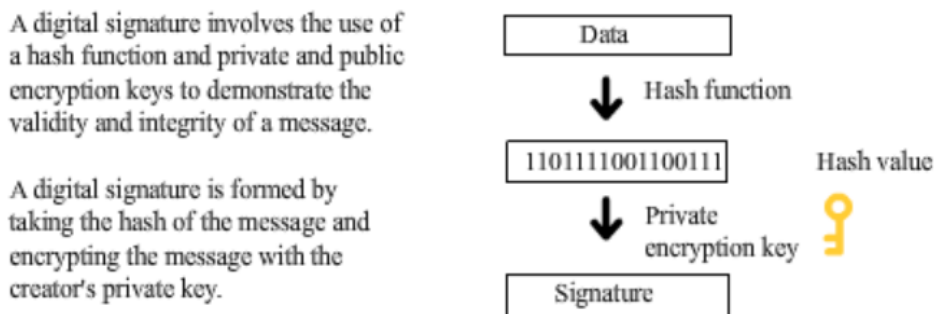 A digital signature involves the use of
a hash function and private and public
encryption keys to demonstrate the
validity and integrity of a message.
A digital signature is formed by
taking the hash of the message and
encrypting the message with the
creator's private key.
Data
Hash function
1101111001100111
Hash value
Private
encryption key
Signature